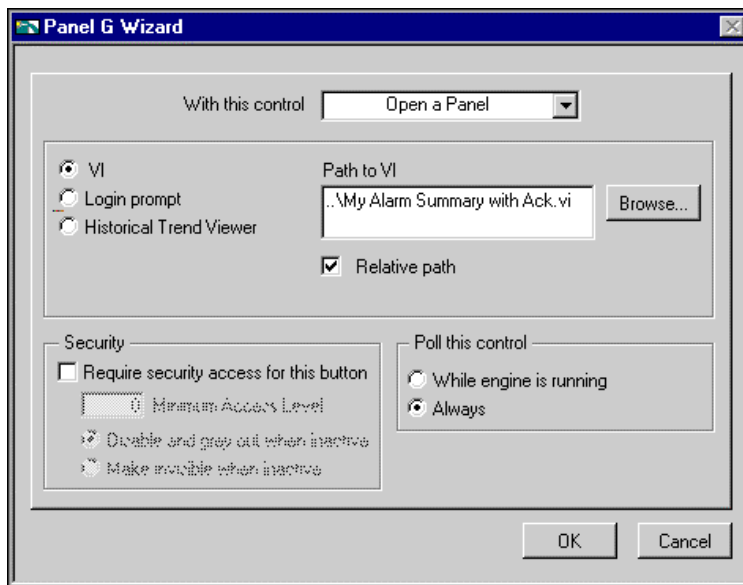 Panel G Wizard
With this control
Open a Panel
VI
Login prompt
Historical Trend Viewer
Path to VI
..\My Alarm Summary with Ack.vi
Browse...
Relative path
Security
Require security access for this button
0 Minimum Access Level
Disable and gray out when inactive
Make invisible when inactive
Poll this control
While engine is running
Always
OK
Cancel